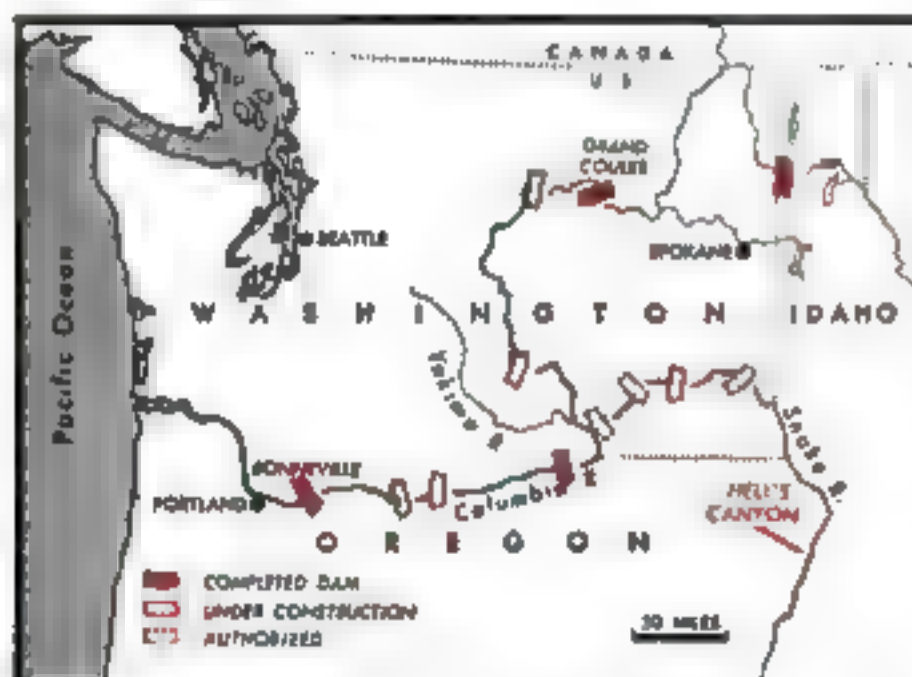 CANADA
U S
GRAND
COULEE
SEATTLE
SPOKANE
WASHINGTON
IDAHO
Pacific Ocean
Yakima R
Snake R.
BONNEVILLE
PORTLAND
Columbia R
HELL'S
CANYON
OREGON
COMPLETED DAM
UNDER CONSTRUCTION
AUTHORIZED
MILES